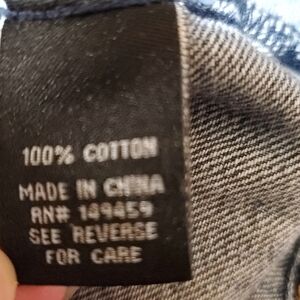 100% COTTON
MADE IN CHINA
RN# 149459
SEE REVERSE
FOR CARE